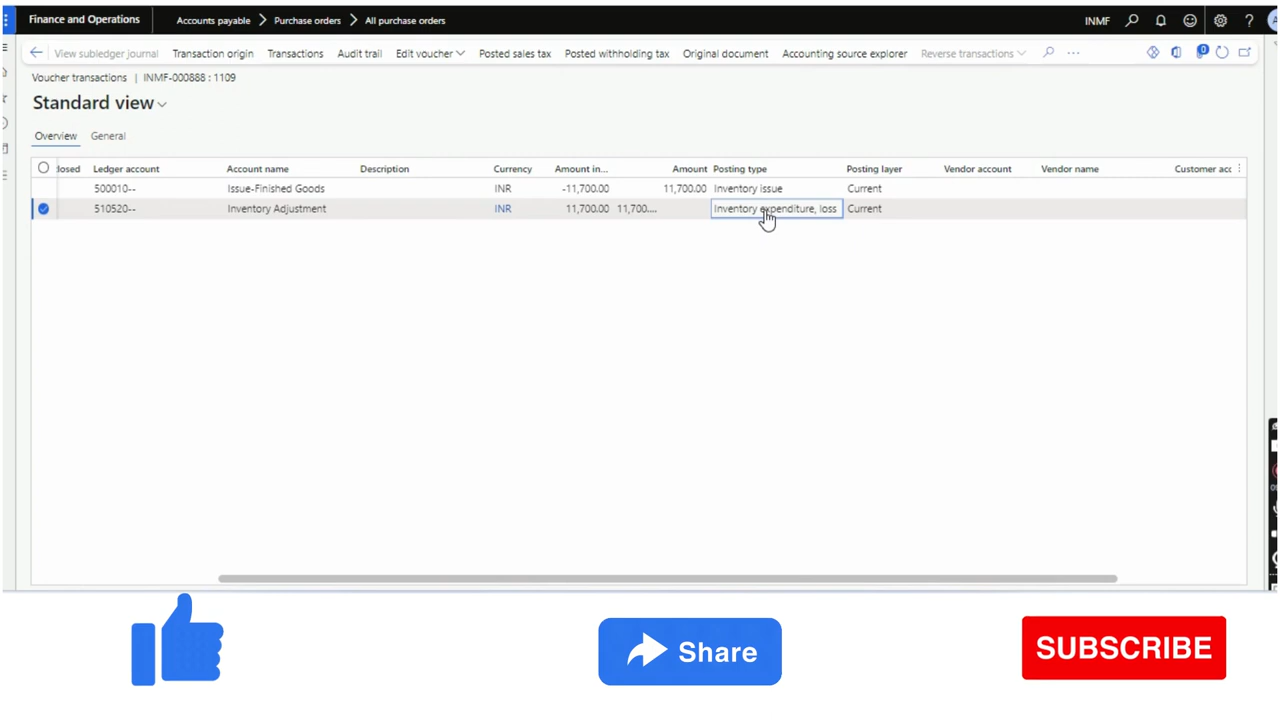 Finance and Operations Accounts payable Purchase orders All purchase orders INMF
View subledger journal Transaction origin Transactions Audit trail Edit voucher Posted sales tax Posted withholding tax Original document Accounting source explorer Reverse transactions ... 0
Voucher transactions | INMF-000888 : 1109
Standard view
Overview General
losed Ledger account Account name Description Currency Amount in... Amount Posting type Posting layer Vendor account Vendor name Customer acc
500010-- Issue-Finished Goods INR -11,700.00 11,700.00 Inventory issue Current
510520-- Inventory Adjustment INR 11,700.00 11,700.... Inventory expenditure, loss Current
Share
SUBSCRIBE